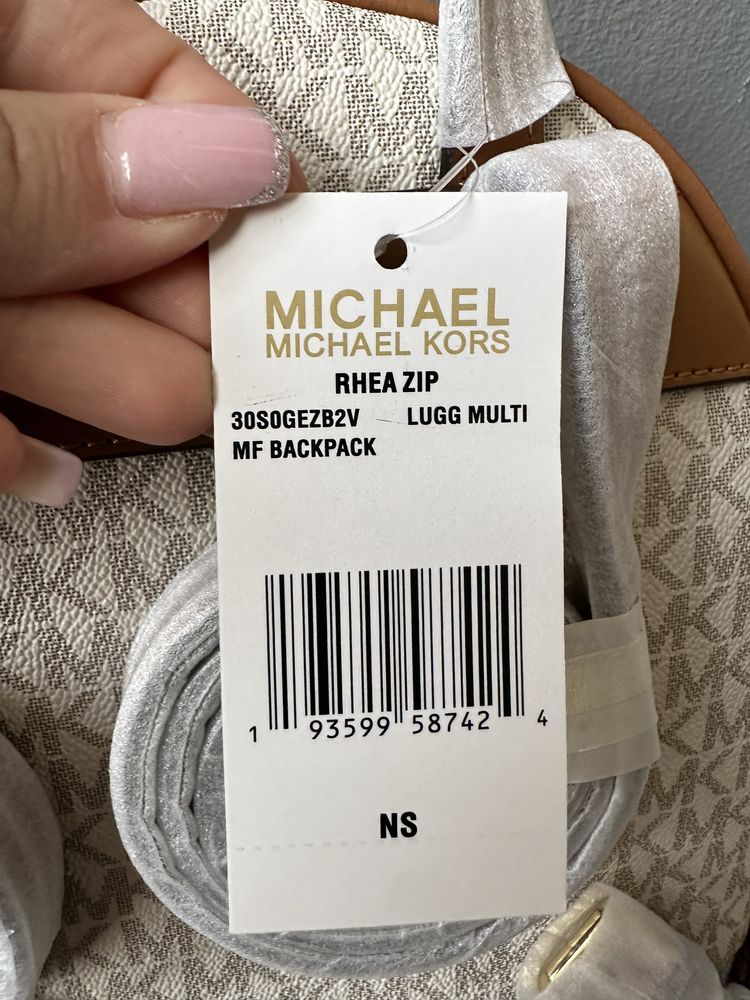 MICHAEL
MICHAEL KORS
RHEA ZIP
30S0GEZB2V LUGG MULTI
MF BACKPACK
1 93599 58742 4
NS